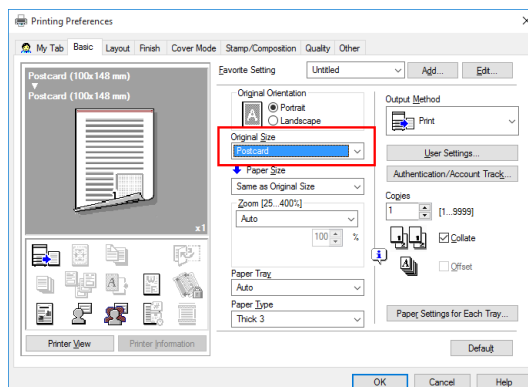 Printing Preferences
My Tab Basic Layout Finish Cover Mode Stamp/Composition Quality Other
Postcard (100x148 mm)
Postcard (100x148 mm)
1
x1
Printer View
Printer Information
Favorite Setting Untitled Add... Edit...
Original Orientation
A
Portrait
Landscape
Original Size
Postcard
Paper Size
Same as Original Size
Zoom [25...400%]
Auto
100 %
Paper Tray
Auto
Paper Type
Thick 3
Output Method
Print
User Settings...
Authentication/Account Track...
Copies
1 [1...9999]
Collate
Offset
Paper Settings for Each Tray...
Default
OK Cancel Help